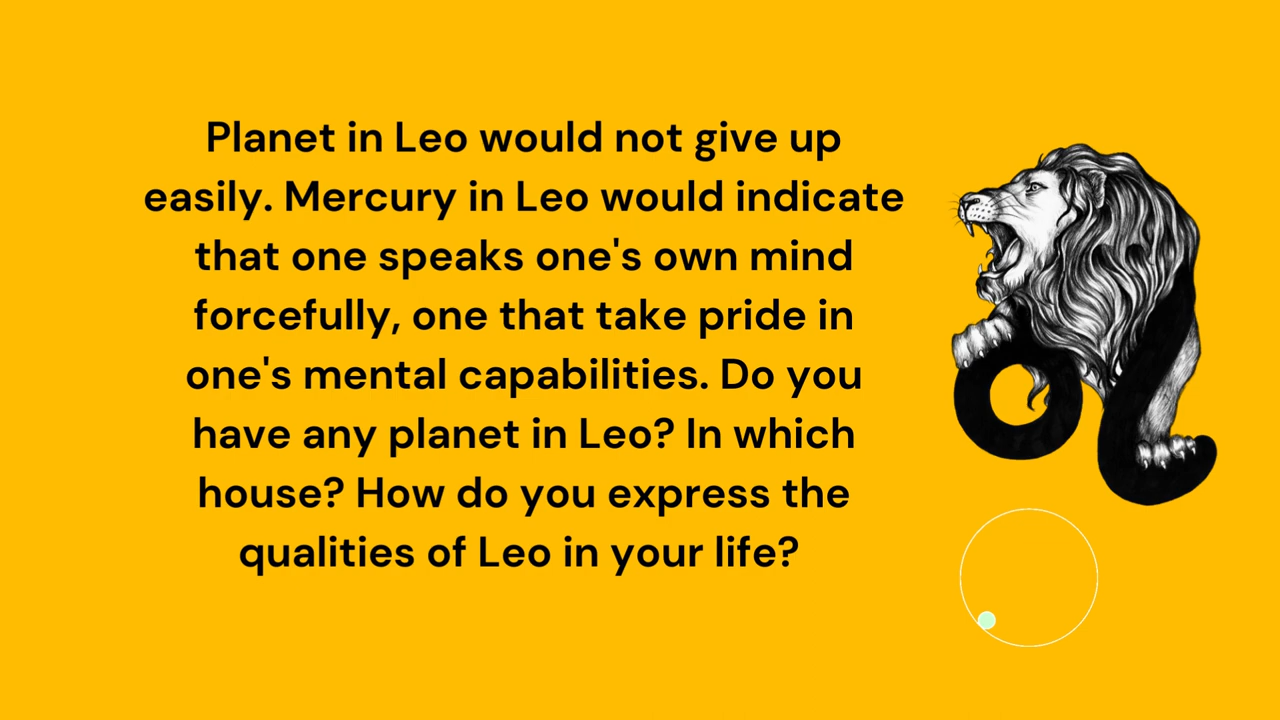 Planet in Leo would not give up
easily. Mercury in Leo would indicate
that one speaks one's own mind
forcefully, one that take pride in
one's mental capabilities. Do you
have any planet in Leo? In which
house? How do you express the
qualities of Leo in your life?